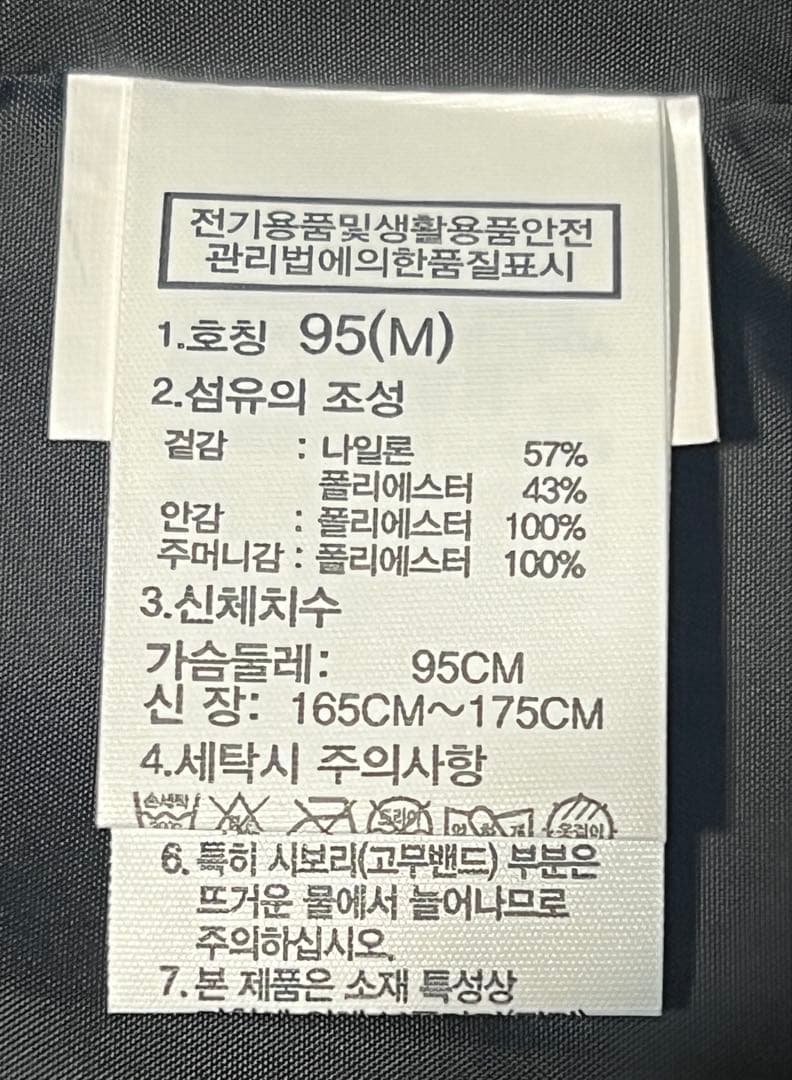 전기용품및생활용품안전
관리법에의한품질표시
1.호칭 95(M)
2.섬유의 조성
겉감 : 나일론 57%
폴리에스터 43%
안감 : 폴리에스터 100%
주머니감 : 폴리에스터 100%
3.신체치수
가슴둘레: 95CM
신 장: 165CM~175CM
4.세탁시 주의사항
손세탁
6. 특히 시보리(고무밴드) 부분은
뜨거운 물에서 늘어나므로
주의하십시오.
7. 본 제품은 소재 특성상